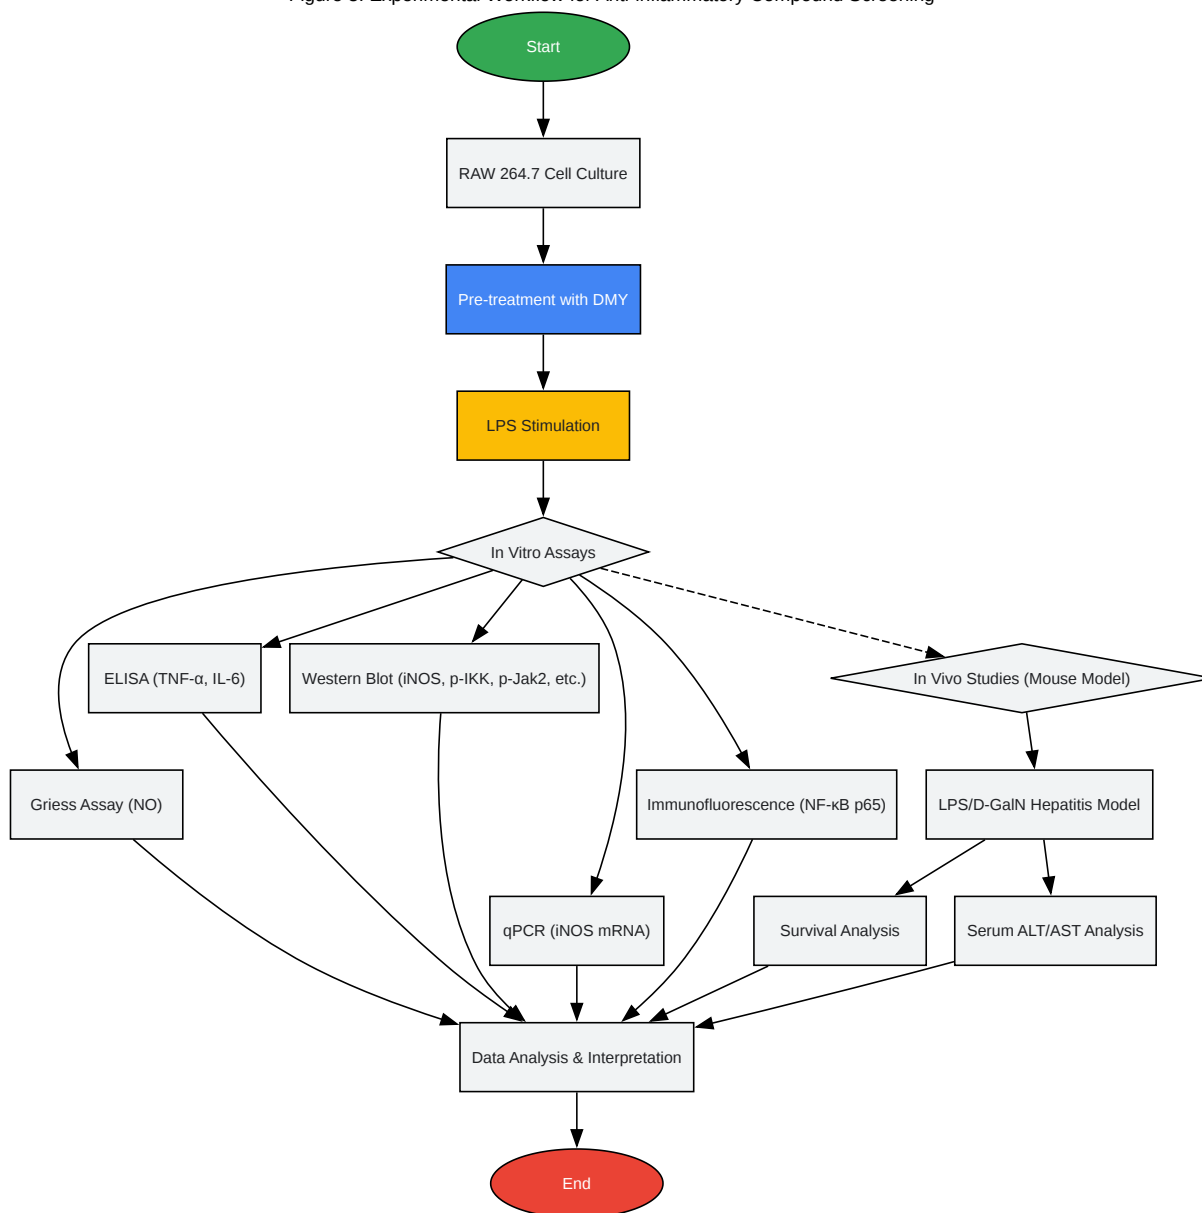 Start
RAW 264.7 Cell Culture
Pre-treatment with DMY
LPS Stimulation
In Vitro Assays
ELISA (TNF-α, IL-6)
Western Blot (iNOS, p-IKK, p-Jak2, etc.)
In Vivo Studies (Mouse Model)
Griess Assay (NO)
Immunofluorescence (NF-κB p65)
LPS/D-GalN Hepatitis Model
qPCR (iNOS mRNA)
Survival Analysis
Serum ALT/AST Analysis
Data Analysis & Interpretation
End